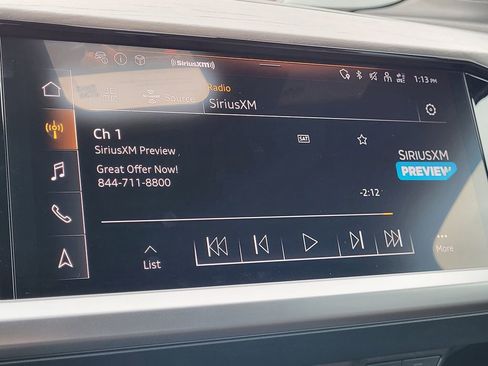 ((SiriusXM))
1:13 PM
Radio
Source
SiriusXM
Ch 1
SAT
SiriusXM Preview
Great Offer Now!
844-711-8800
SIRIUSXM
PREVIEW
-2:12
List
More